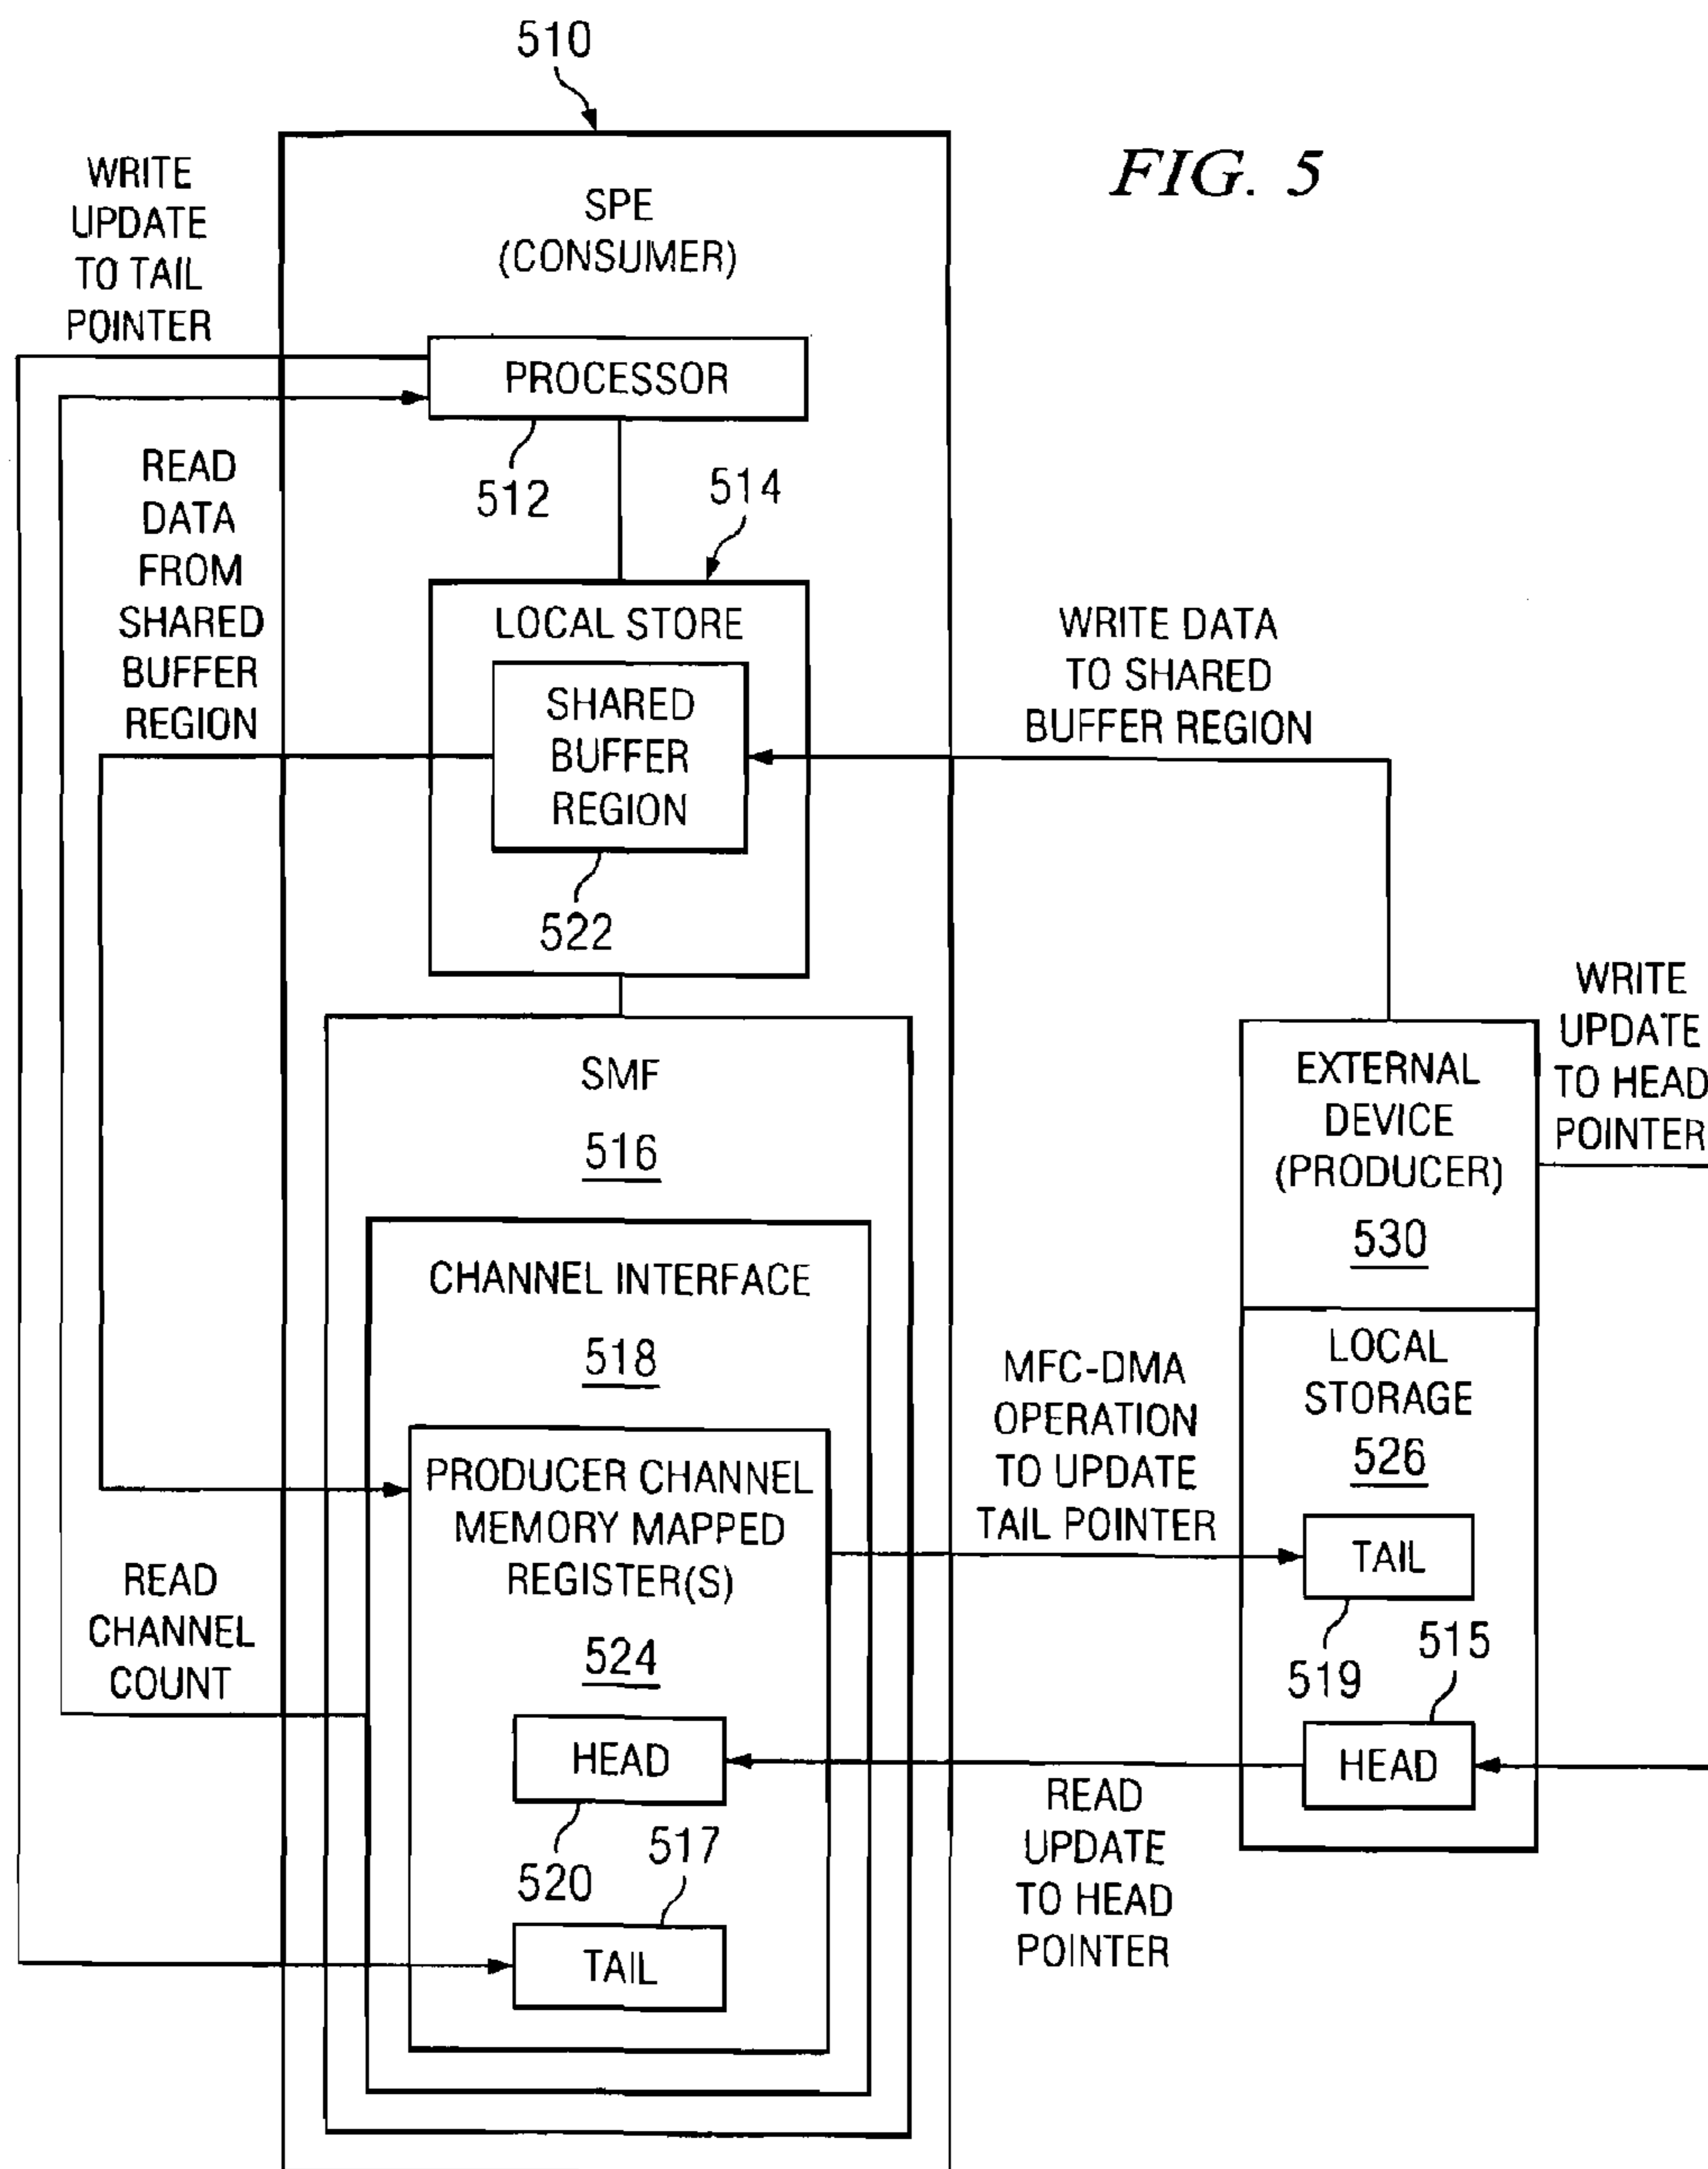 510
FIG. 5
WRITE
UPDATE
TO TAIL
POINTER
SPE
(CONSUMER)
PROCESSOR
512
514
READ
DATA
FROM
SHARED
BUFFER
REGION
LOCAL STORE
SHARED
BUFFER
REGION
522
WRITE DATA
TO SHARED
BUFFER REGION
SMF
516
CHANNEL INTERFACE
518
PRODUCER CHANNEL
MEMORY MAPPED
REGISTER(S)
524
HEAD
520
517
TAIL
READ
CHANNEL
COUNT
MFC-DMA
OPERATION
TO UPDATE
TAIL POINTER
READ
UPDATE
TO HEAD
POINTER
EXTERNAL
DEVICE
(PRODUCER)
530
LOCAL
STORAGE
526
TAIL
519
515
HEAD
WRITE
UPDATE
TO HEAD
POINTER